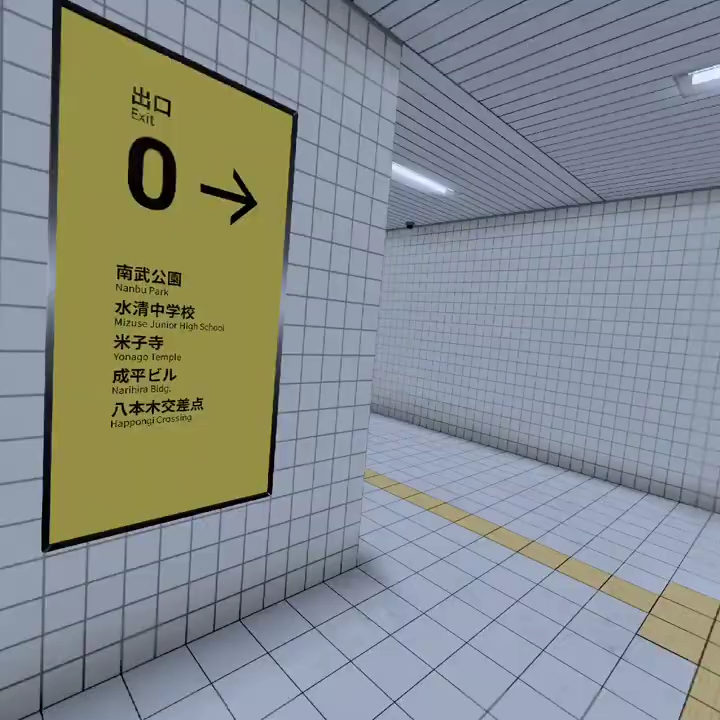 出口
Exit
0 →
南武公園
Nanbu Park
水清中学校
Mizuse Junior High School
米子寺
Yonago Temple
成平ビル
Narihira Bldg.
八本木交差点
Happongi Crossing